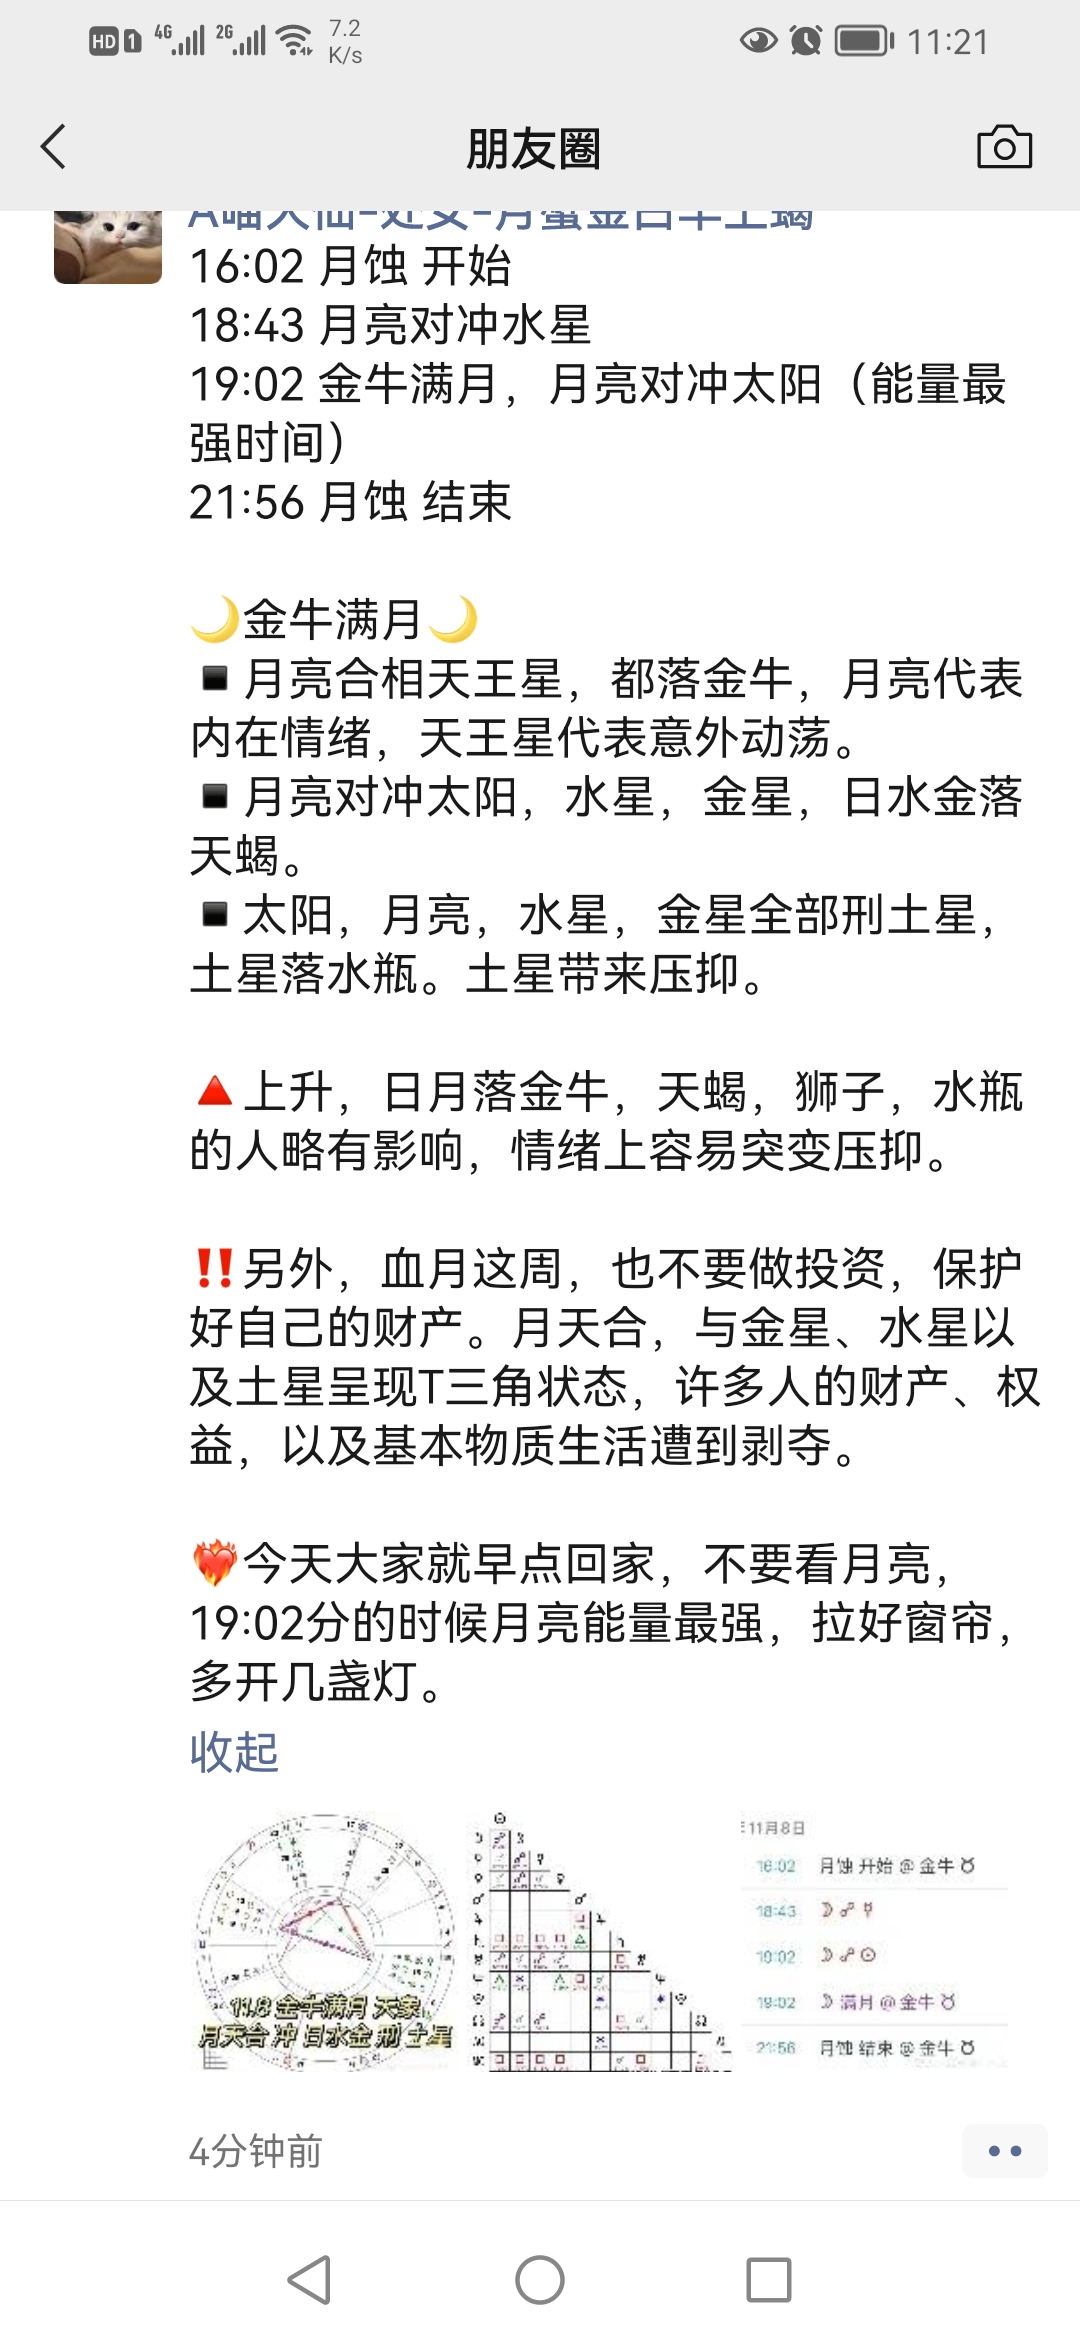 HD 1 4G 2G 7.2 K/s 11:21
朋友圈
16:02 月蚀 开始
18:43 月亮对冲水星
19:02 金牛满月，月亮对冲太阳（能量最
强时间）
21:56 月蚀 结束
🌙金牛满月🌙
▪️月亮合相天王星，都落金牛，月亮代表
内在情绪，天王星代表意外动荡。
▪️月亮对冲太阳，水星，金星，日水金落
天蝎。
▪️太阳，月亮，水星，金星全部刑土星，
土星落水瓶。土星带来压抑。
🔺上升，日月落金牛，天蝎，狮子，水瓶
的人略有影响，情绪上容易突变压抑。
‼️另外，血月这周，也不要做投资，保护
好自己的财产。月天合，与金星、水星以
及土星呈现T三角状态，许多人的财产、权
益，以及基本物质生活遭到剥夺。
❤️‍🔥今天大家就早点回家，不要看月亮，
19:02分的时候月亮能量最强，拉好窗帘，
多开几盏灯。
收起
11.8 金牛满月 天象
月天合 冲 日水金 刑 土星
11月8日
16:02 月蚀 开始 @ 金牛 ♉
18:43 ☽ ☍ ☿
19:02 ☽ ☍ ☉
19:02 ☽ 满月 @ 金牛 ♉
21:56 月蚀 结束 @ 金牛 ♉
4分钟前